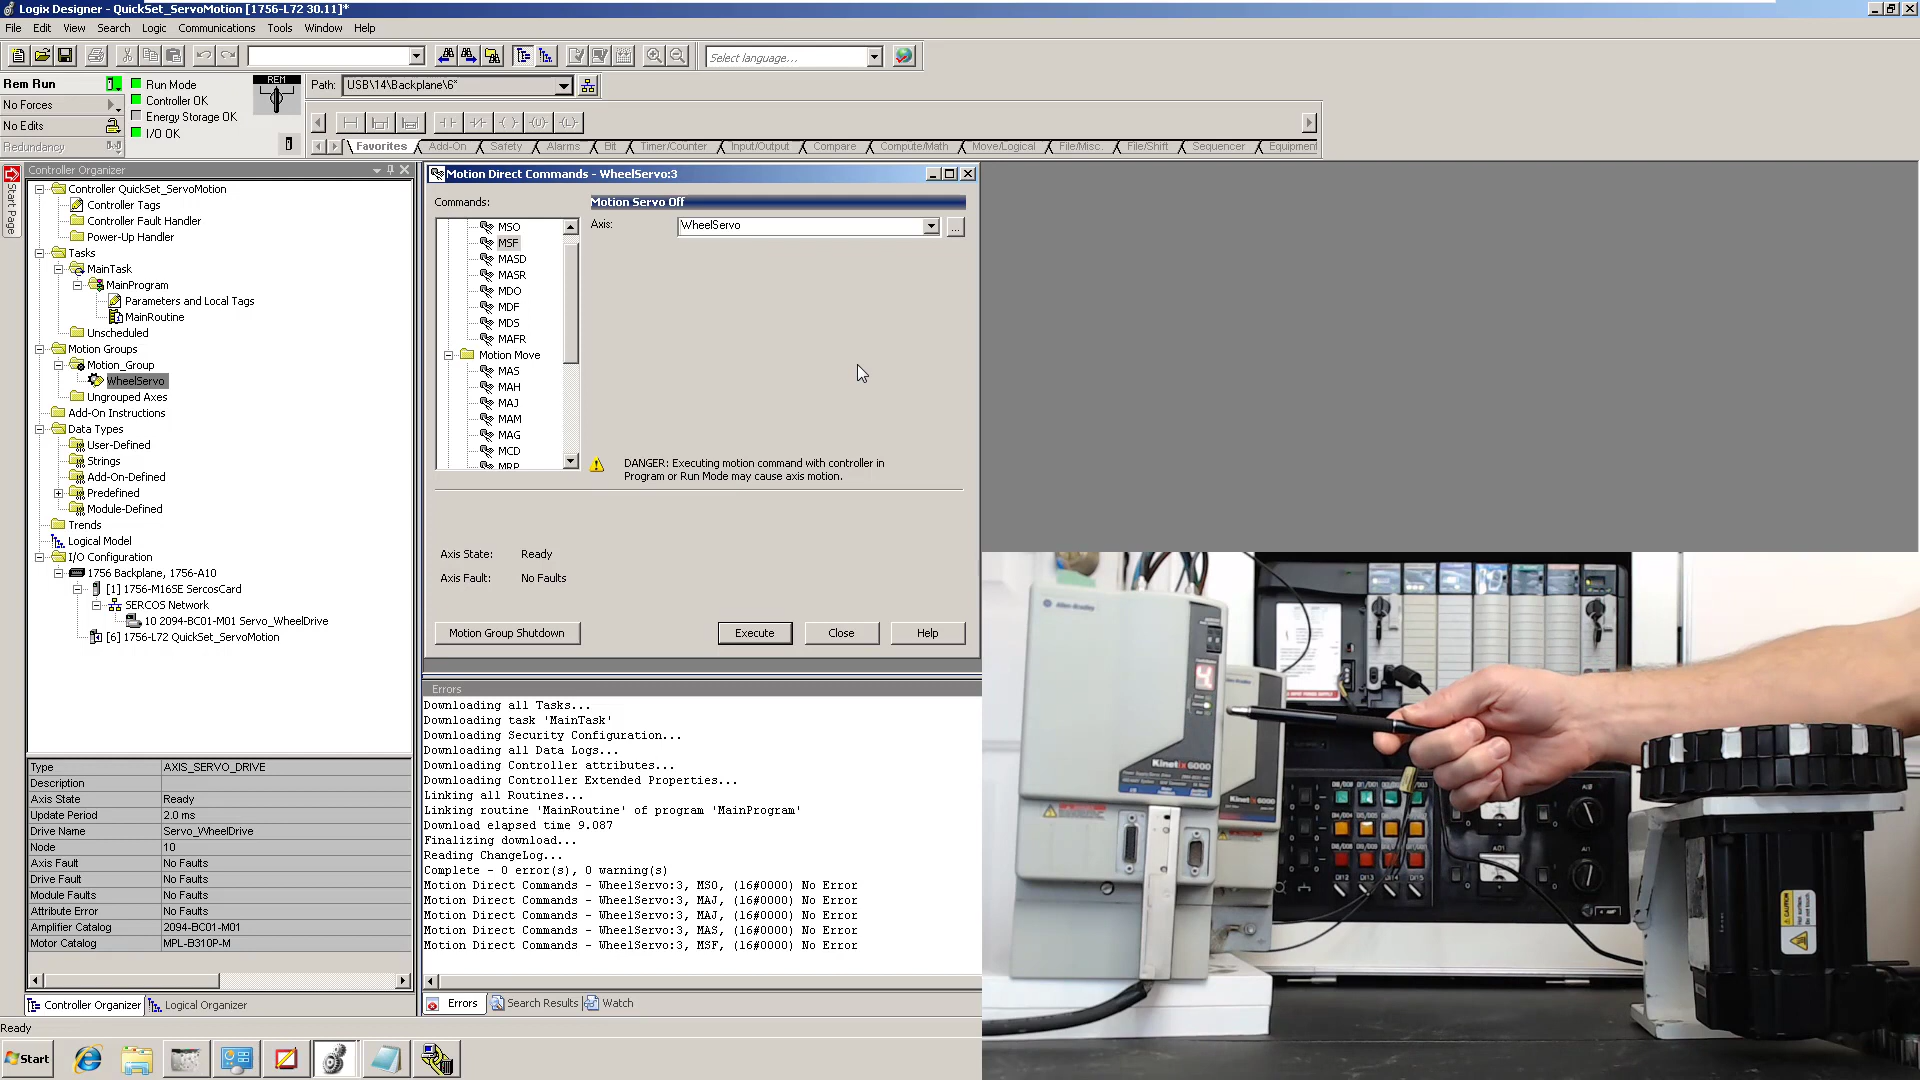 Logix Designer - QuickSet_ServoMotion [1756-L72 30.11]*
File Edit View Search Logic Communications Tools Window Help
Select language...
Rem Run
Run Mode
REM
Path: USB\14\Backplane\6*
No Forces
Controller OK
Energy Storage OK
No Edits
I/O OK
Redundancy
Favorites Add-On Safety Alarms Bit Timer/Counter Input/Output Compare Compute/Math Move/Logical File/Misc. File/Shift Sequencer Equipment
Start Page
Controller Organizer
Controller QuickSet_ServoMotion
Controller Tags
Controller Fault Handler
Power-Up Handler
Tasks
MainTask
MainProgram
Parameters and Local Tags
MainRoutine
Unscheduled
Motion Groups
Motion_Group
WheelServo
Ungrouped Axes
Add-On Instructions
Data Types
User-Defined
Strings
Add-On-Defined
Predefined
Module-Defined
Trends
Logical Model
I/O Configuration
1756 Backplane, 1756-A10
[1] 1756-M16SE SercosCard
SERCOS Network
10 2094-BC01-M01 Servo_WheelDrive
[6] 1756-L72 QuickSet_ServoMotion
Type AXIS_SERVO_DRIVE
Description
Axis State Ready
Update Period 2.0 ms
Drive Name Servo_WheelDrive
Node 10
Axis Fault No Faults
Drive Fault No Faults
Module Faults No Faults
Attribute Error No Faults
Amplifier Catalog 2094-BC01-M01
Motor Catalog MPL-B310P-M
Controller Organizer Logical Organizer
Ready
Start
Motion Direct Commands - WheelServo:3
Commands:
MSO
MSF
MASD
MASR
MDO
MDF
MDS
MAFR
Motion Move
MAS
MAH
MAJ
MAM
MAG
MCD
MRP
Motion Servo Off
Axis: WheelServo
...
DANGER: Executing motion command with controller in
Program or Run Mode may cause axis motion.
Axis State: Ready
Axis Fault: No Faults
Motion Group Shutdown Execute Close Help
Errors
Downloading all Tasks...
Downloading task 'MainTask'
Downloading Security Configuration...
Downloading all Data Logs...
Downloading Controller attributes...
Downloading Controller Extended Properties...
Linking all Routines...
Linking routine 'MainRoutine' of program 'MainProgram'
Download elapsed time 9.087
Finalizing download...
Reading ChangeLog...
Complete - 0 error(s), 0 warning(s)
Motion Direct Commands - WheelServo:3, MSO, (16#0000) No Error
Motion Direct Commands - WheelServo:3, MAJ, (16#0000) No Error
Motion Direct Commands - WheelServo:3, MAJ, (16#0000) No Error
Motion Direct Commands - WheelServo:3, MAS, (16#0000) No Error
Motion Direct Commands - WheelServo:3, MSF, (16#0000) No Error
Errors Search Results Watch
Allen-Bradley
4.
Kinetix 6000
Kinetix 6000
CAUTION